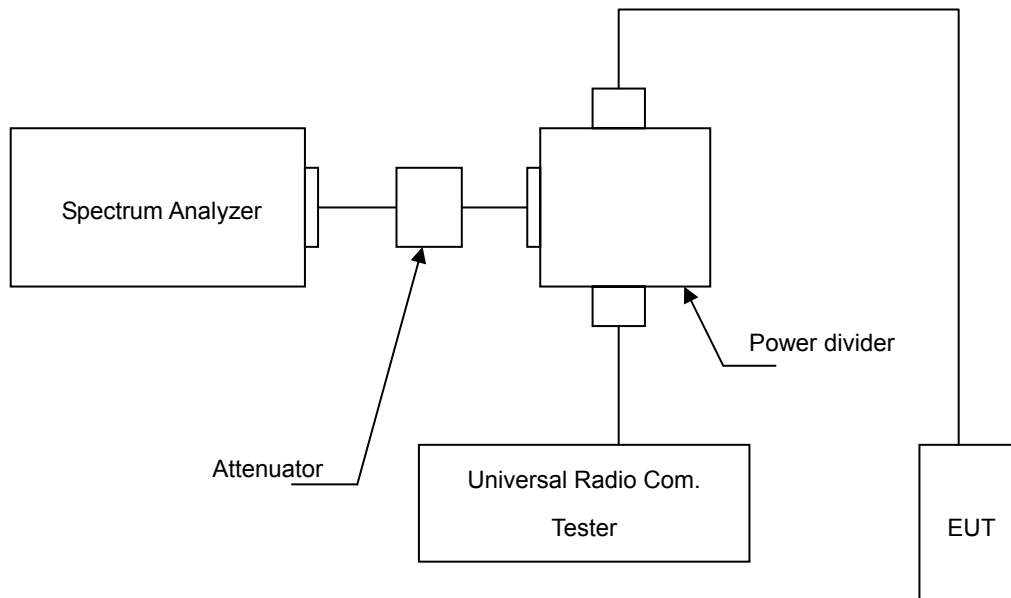 Spectrum Analyzer
Power divider
Attenuator
Universal Radio Com.
Tester
EUT